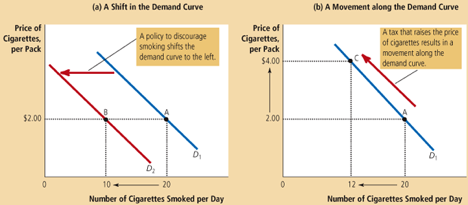 (a) A Shift in the Demand Curve
Price of
Cigarettes,
per Pack
A policy to discourage
smoking shifts the
demand curve to the left.
B
A
$2.00
D1
D2
0
10
20
Number of Cigarettes Smoked per Day
(b) A Movement along the Demand Curve
Price of
Cigarettes,
per Pack
A tax that raises the price
of cigarettes results in a
movement along the
demand curve.
C
$4.00
A
2.00
D1
0
12
20
Number of Cigarettes Smoked per Day